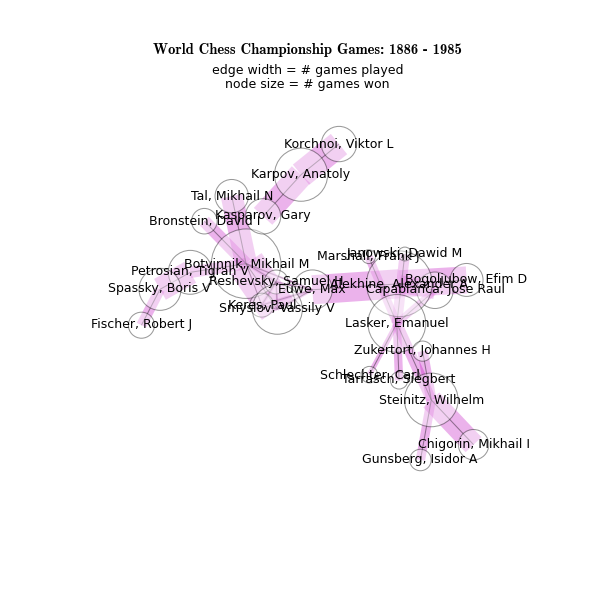 World Chess Championship Games: 1886 - 1985
edge width = # games played
node size = # games won
Korchnoi, Viktor L
Karpov, Anatoly
Tal, Mikhail N
Kasparov, Gary
Bronstein, David
Janowski, Dawid M
Marshall, Frank J
Botvinnik, Mikhail M
Petrosian, Tigran V
Reshevsky, Samuel H
Bogoljubow, Efim D
Alekhine, Alexander A
Spassky, Boris V
Euwe, Max
Capablanca, Jose Raul
Keres, Paul
Smyslov, Vassily V
Fischer, Robert J
Lasker, Emanuel
Zukertort, Johannes H
Schlechter, Carl
Tarrasch, Siegbert
Steinitz, Wilhelm
Chigorin, Mikhail I
Gunsberg, Isidor A